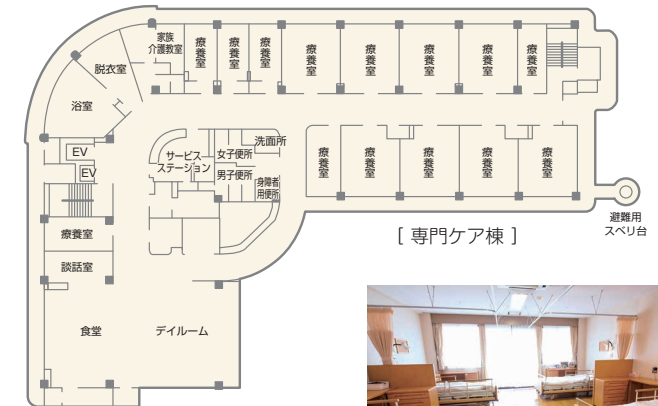 家族
介護教室
療養室
療養室
療養室
療養室
療養室
療養室
療養室
療養室
脱衣室
浴室
EV
EV
サービス
ステーション
女子便所
洗面所
男子便所
身障者
用便所
療養室
療養室
療養室
療養室
療養室
避難用
スベリ台
[ 専門ケア棟 ]
療養室
談話室
食堂
デイルーム